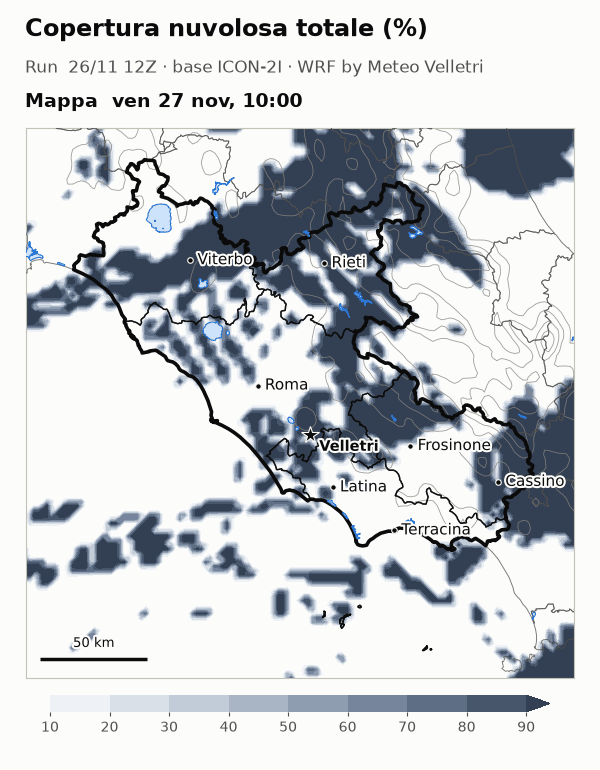 Copertura nuvolosa totale (%)
Run 26/11 12Z · base ICON-2I · WRF by Meteo Velletri
Mappa ven 27 nov, 10:00
Viterbo
Rieti
Roma
Velletri
Frosinone
Cassino
Latina
Terracina
50 km
10 20 30 40 50 60 70 80 90